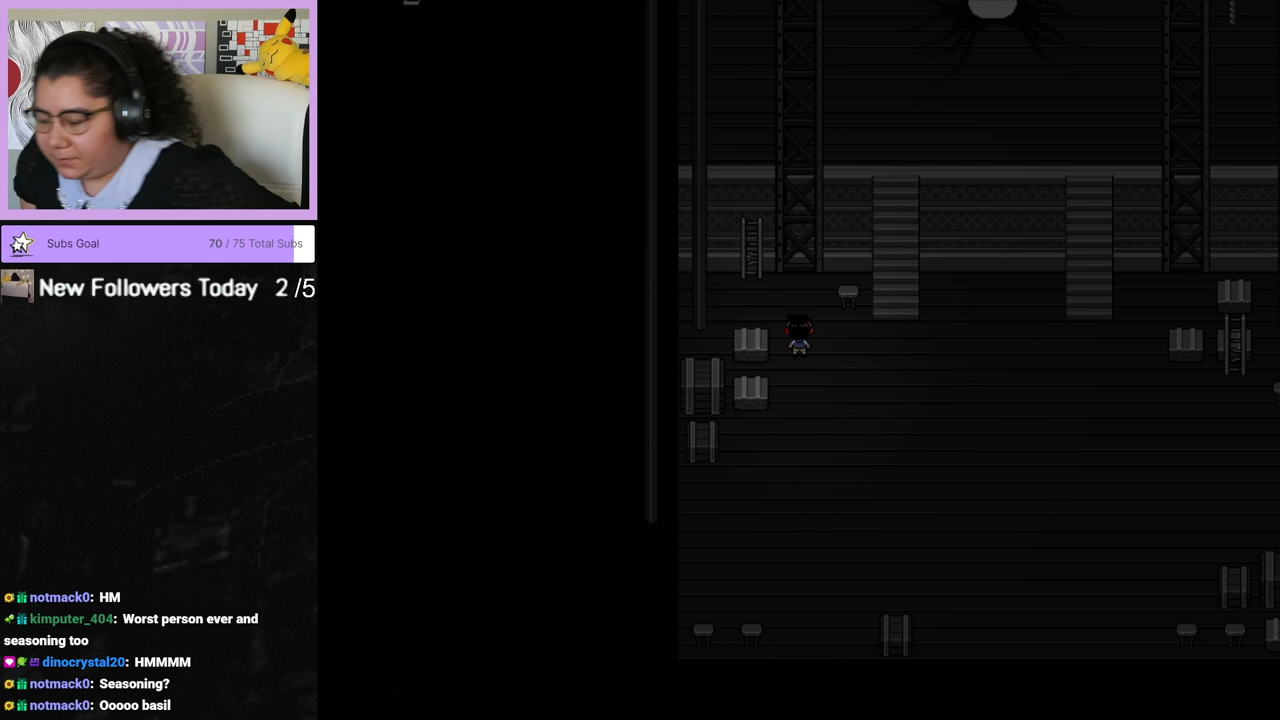 Subs Goal 70 / 75 Total Subs
New Followers Today 2 /5
notmack0: HM
kimputer_404: Worst person ever and
seasoning too
dinocrystal20: HMMMM
notmack0: Seasoning?
notmack0: Ooooo basil